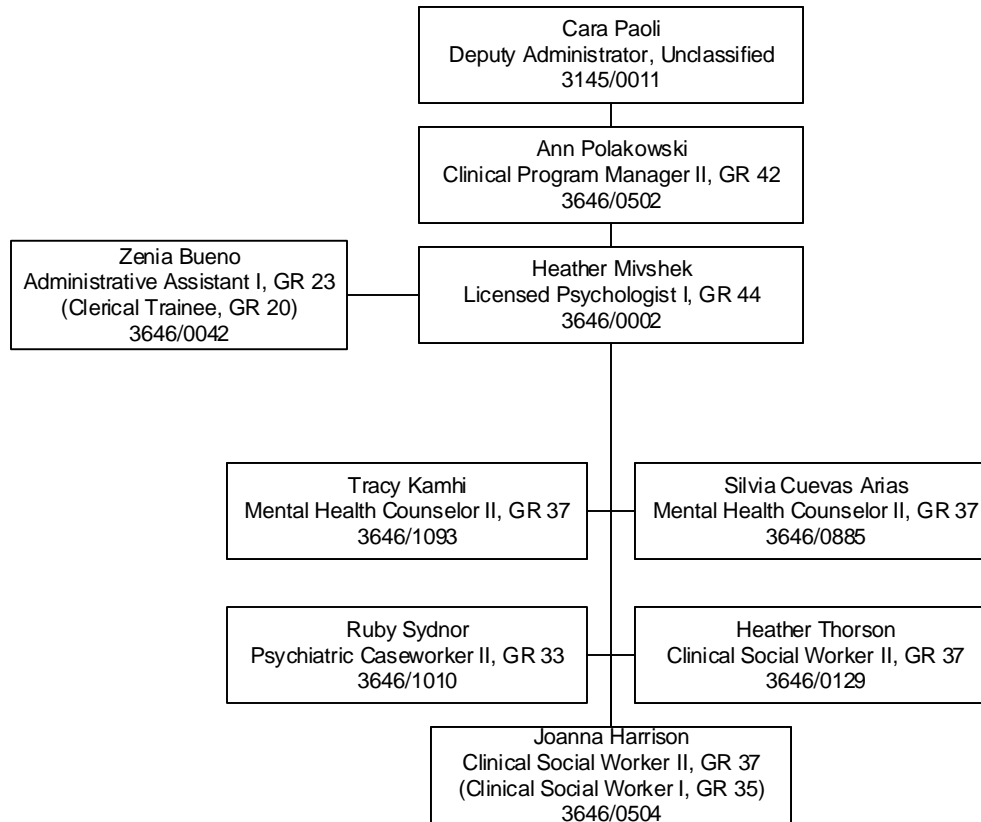 Cara Paoli
Deputy Administrator, Unclassified
3145/0011
Ann Polakowski
Clinical Program Manager II, GR 42
3646/0502
Zenia Bueno
Administrative Assistant I, GR 23
(Clerical Trainee, GR 20)
3646/0042
Heather Mivshek
Licensed Psychologist I, GR 44
3646/0002
Tracy Kamhi
Mental Health Counselor II, GR 37
3646/1093
Silvia Cuevas Arias
Mental Health Counselor II, GR 37
3646/0885
Ruby Sydnor
Psychiatric Caseworker II, GR 33
3646/1010
Heather Thorson
Clinical Social Worker II, GR 37
3646/0129
Joanna Harrison
Clinical Social Worker II, GR 37
(Clinical Social Worker I, GR 35)
3646/0504